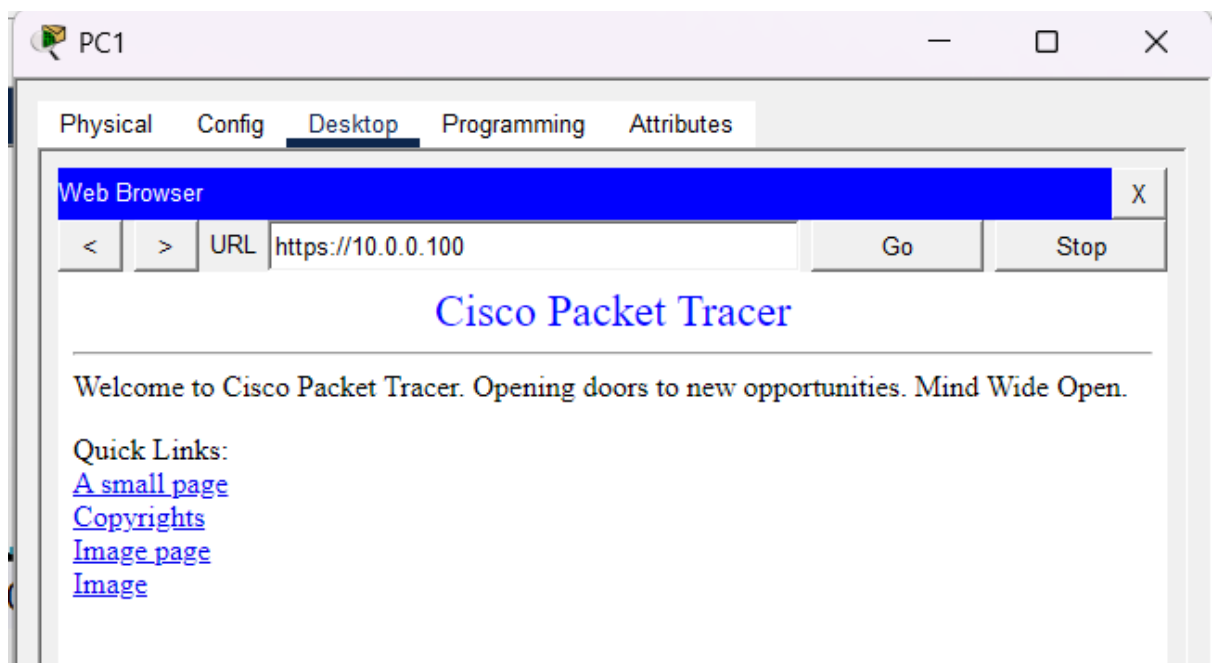 PC1
Physical Config Desktop Programming Attributes
Web Browser X
< > URL https://10.0.0.100 Go Stop
Cisco Packet Tracer
Welcome to Cisco Packet Tracer. Opening doors to new opportunities. Mind Wide Open.
Quick Links:
A small page
Copyrights
Image page
Image